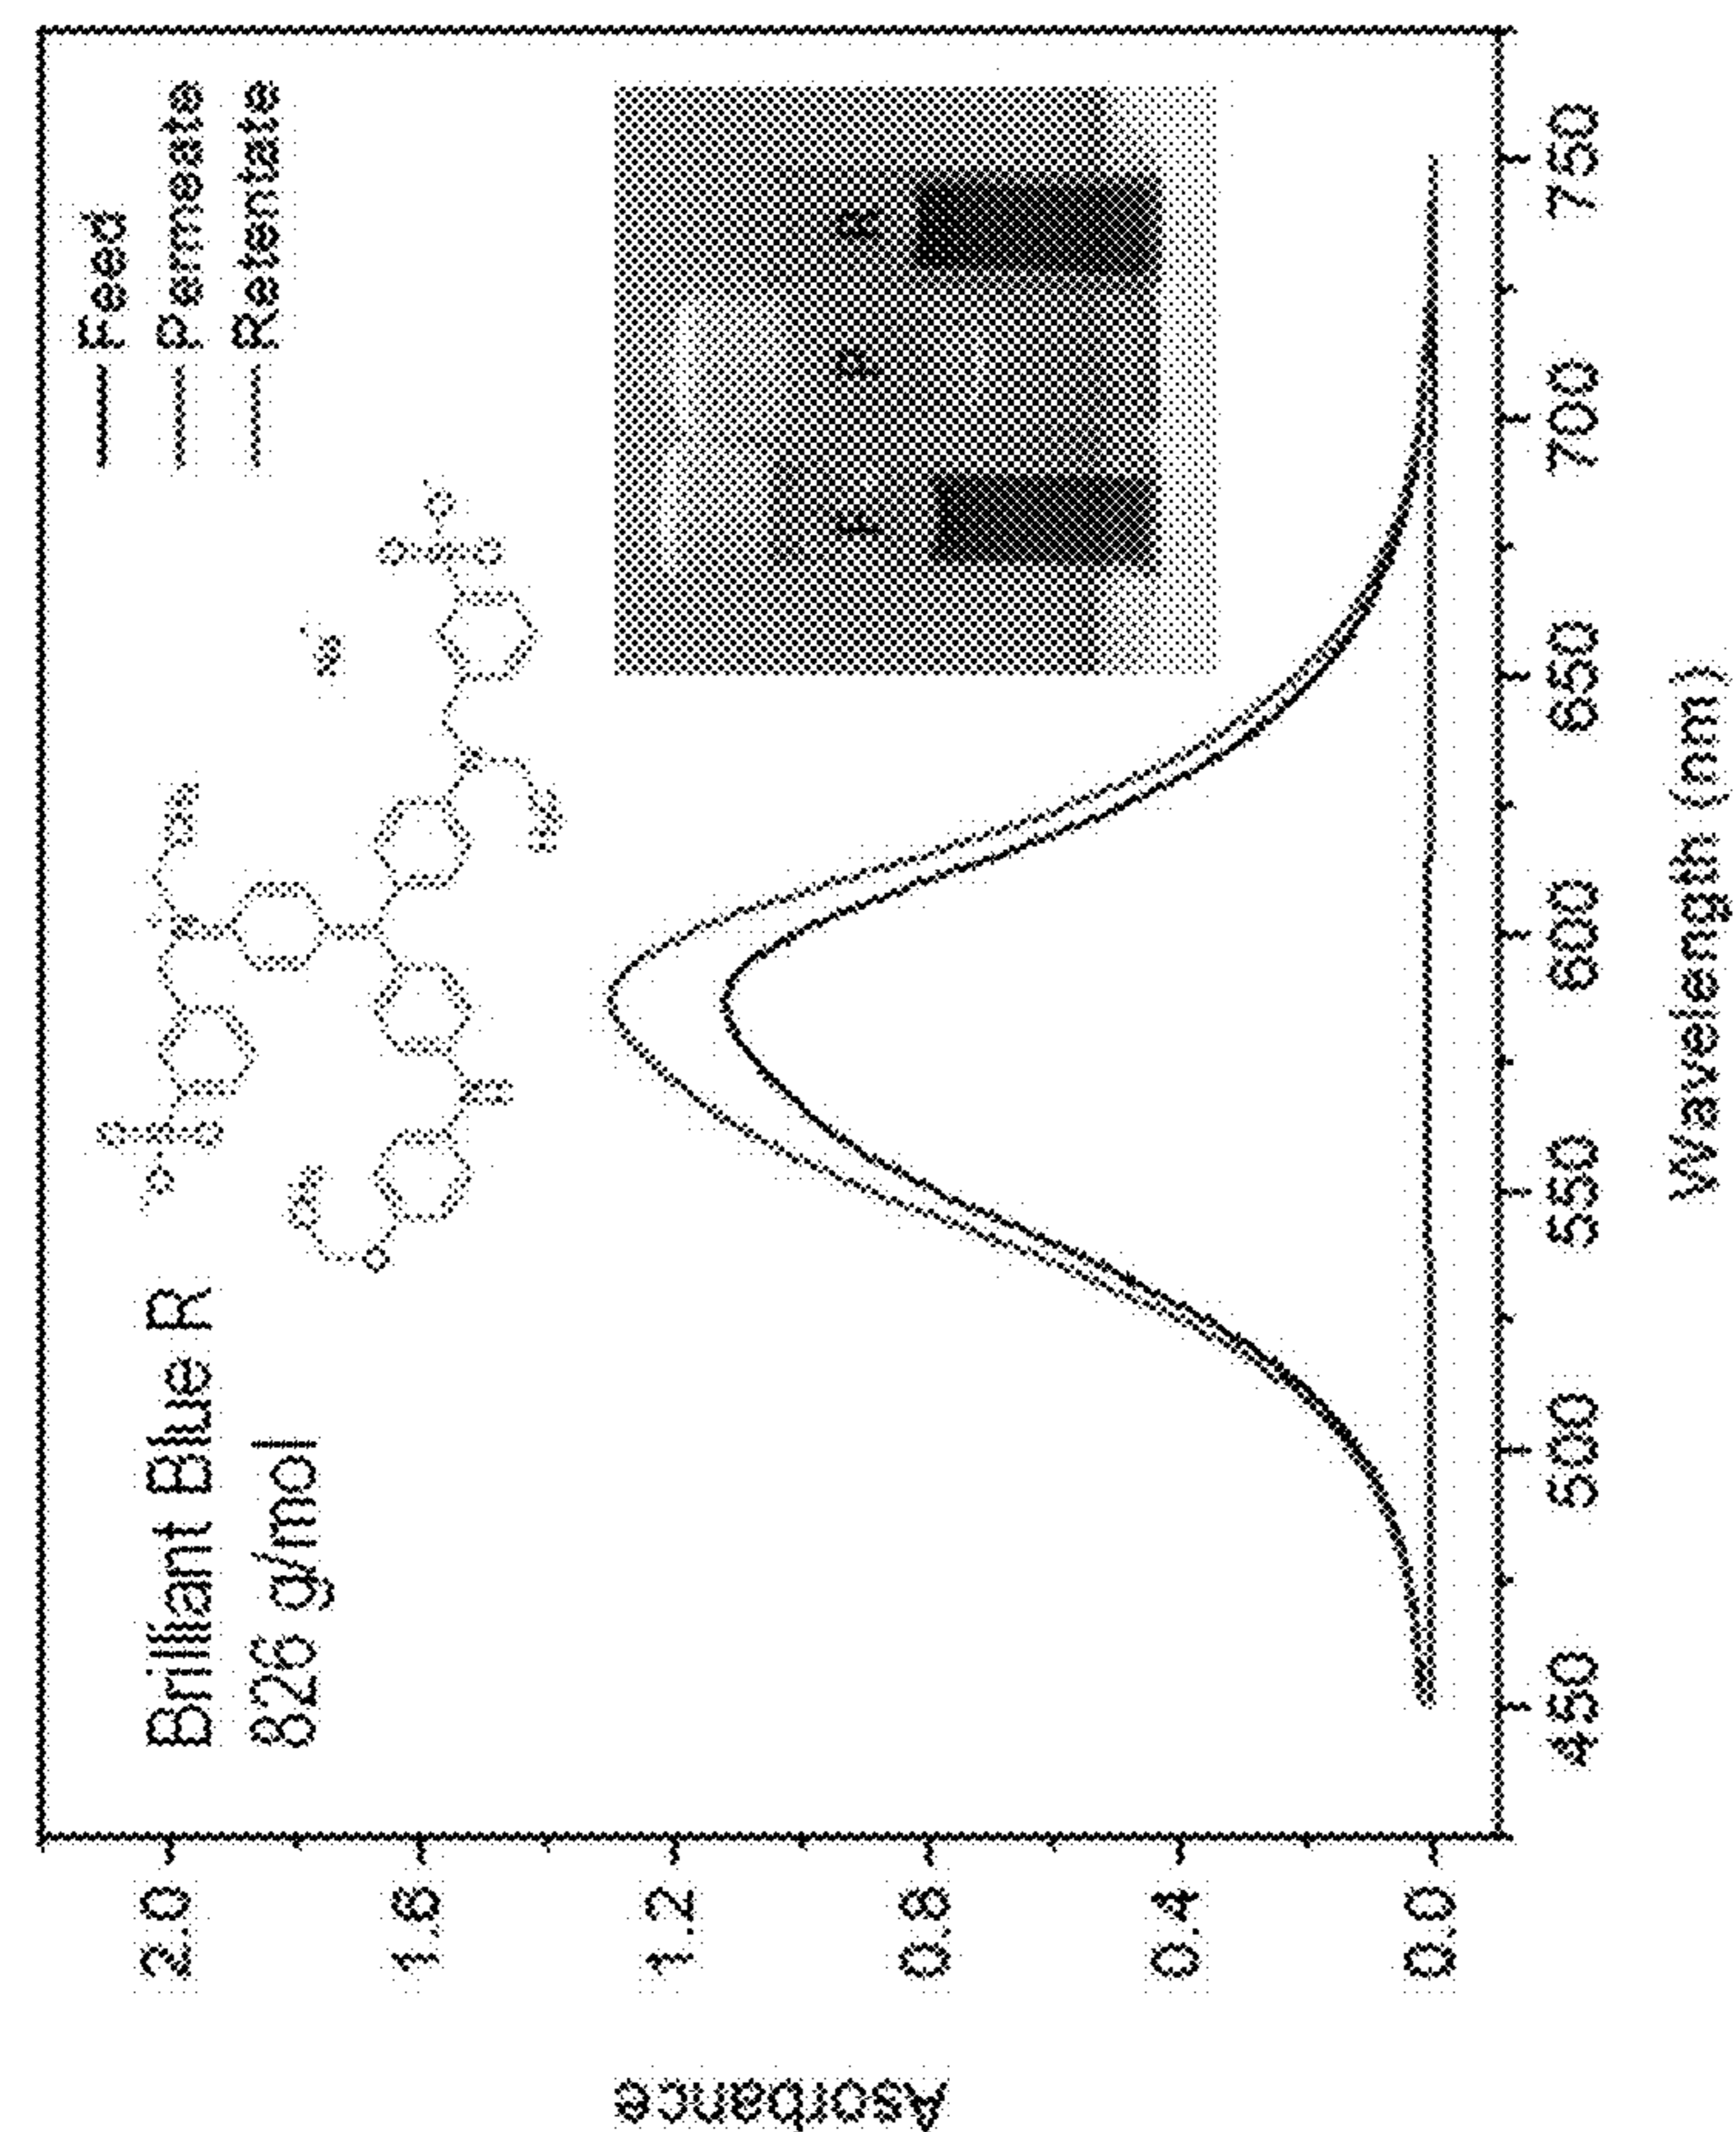 Brilliant Blue R
826 g/mol
Feed
Permeate
Retentate
F P R
2.0
1.6
1.2
0.8
0.4
0.0
Asorbance
450 500 550 600 650 700 750
Wavelength (nm)